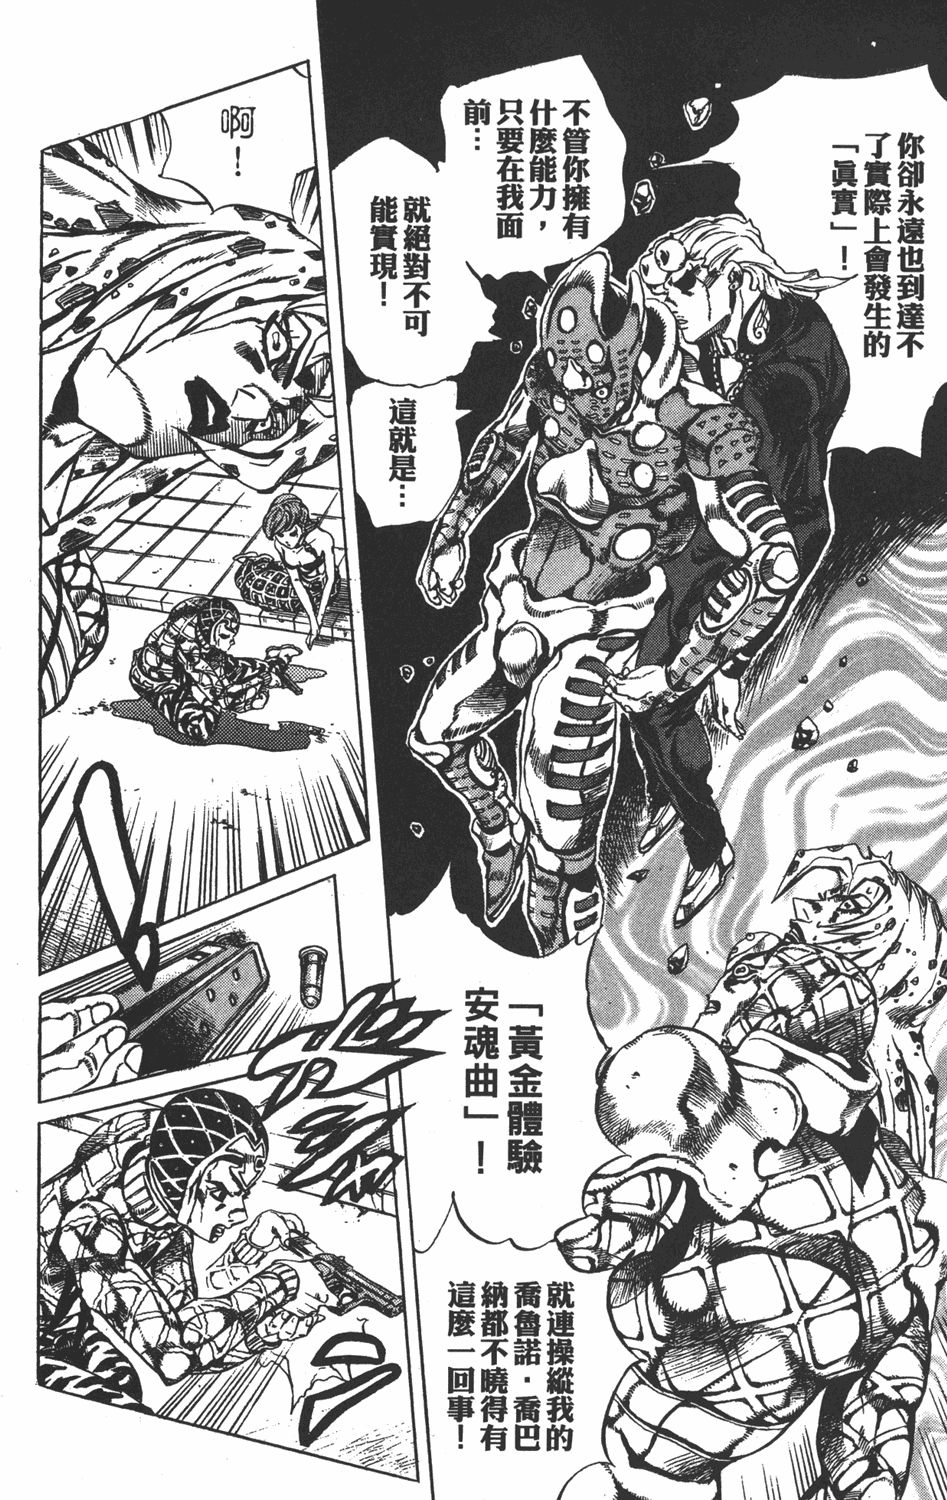 你卻永遠也到達不
了實際上會發生的
「眞實」！
不管你擁有
什麼能力，
只要在我面
前…
就絕對不可
能實現！
這就是…
「黃金體驗
安魂曲」！
就連操縱我的
喬魯諾．喬巴
納都不曉得有
這麼一回事！
啊！